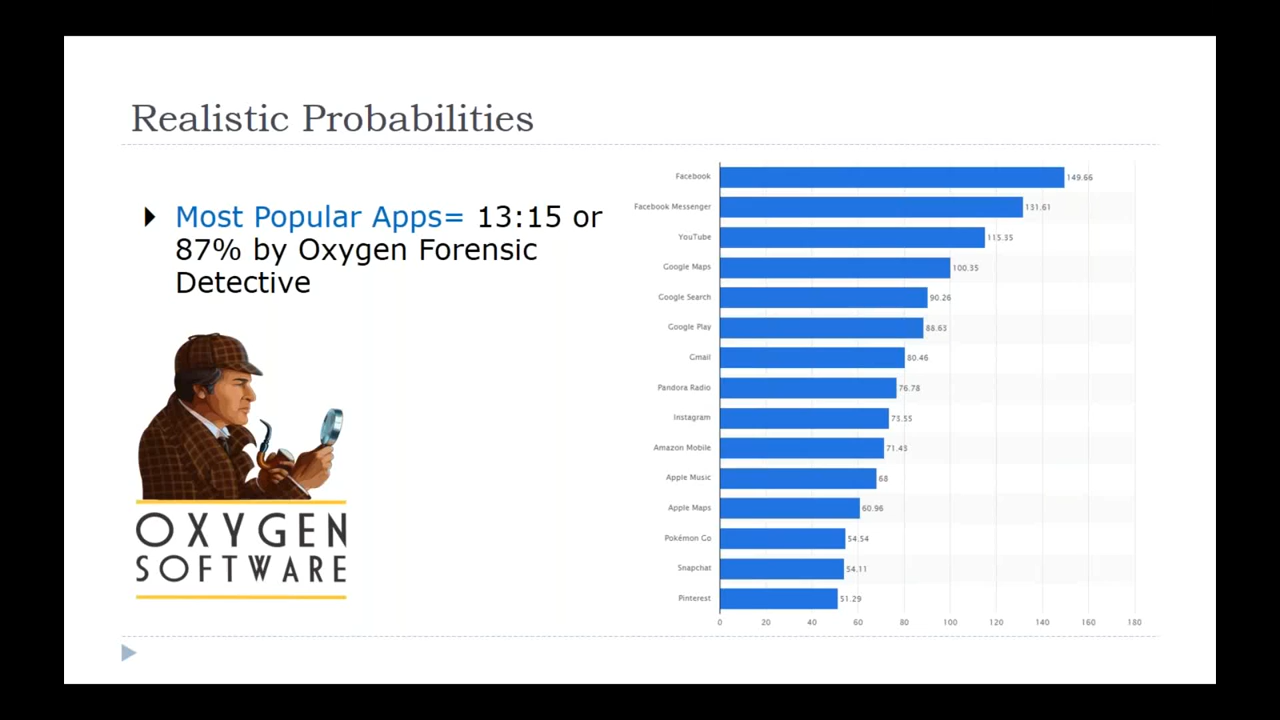 Realistic Probabilities
Most Popular Apps= 13:15 or
87% by Oxygen Forensic
Detective
OXYGEN
SOFTWARE
Facebook 149.66
Facebook Messenger 131.61
YouTube 115.35
Google Maps 100.35
Google Search 90.26
Google Play 88.63
Gmail 80.46
Pandora Radio 76.78
Instagram 73.55
Amazon Mobile 71.43
Apple Music 68
Apple Maps 60.96
Pokémon Go 54.54
Snapchat 54.11
Pinterest 51.29
0 20 40 60 80 100 120 140 160 180